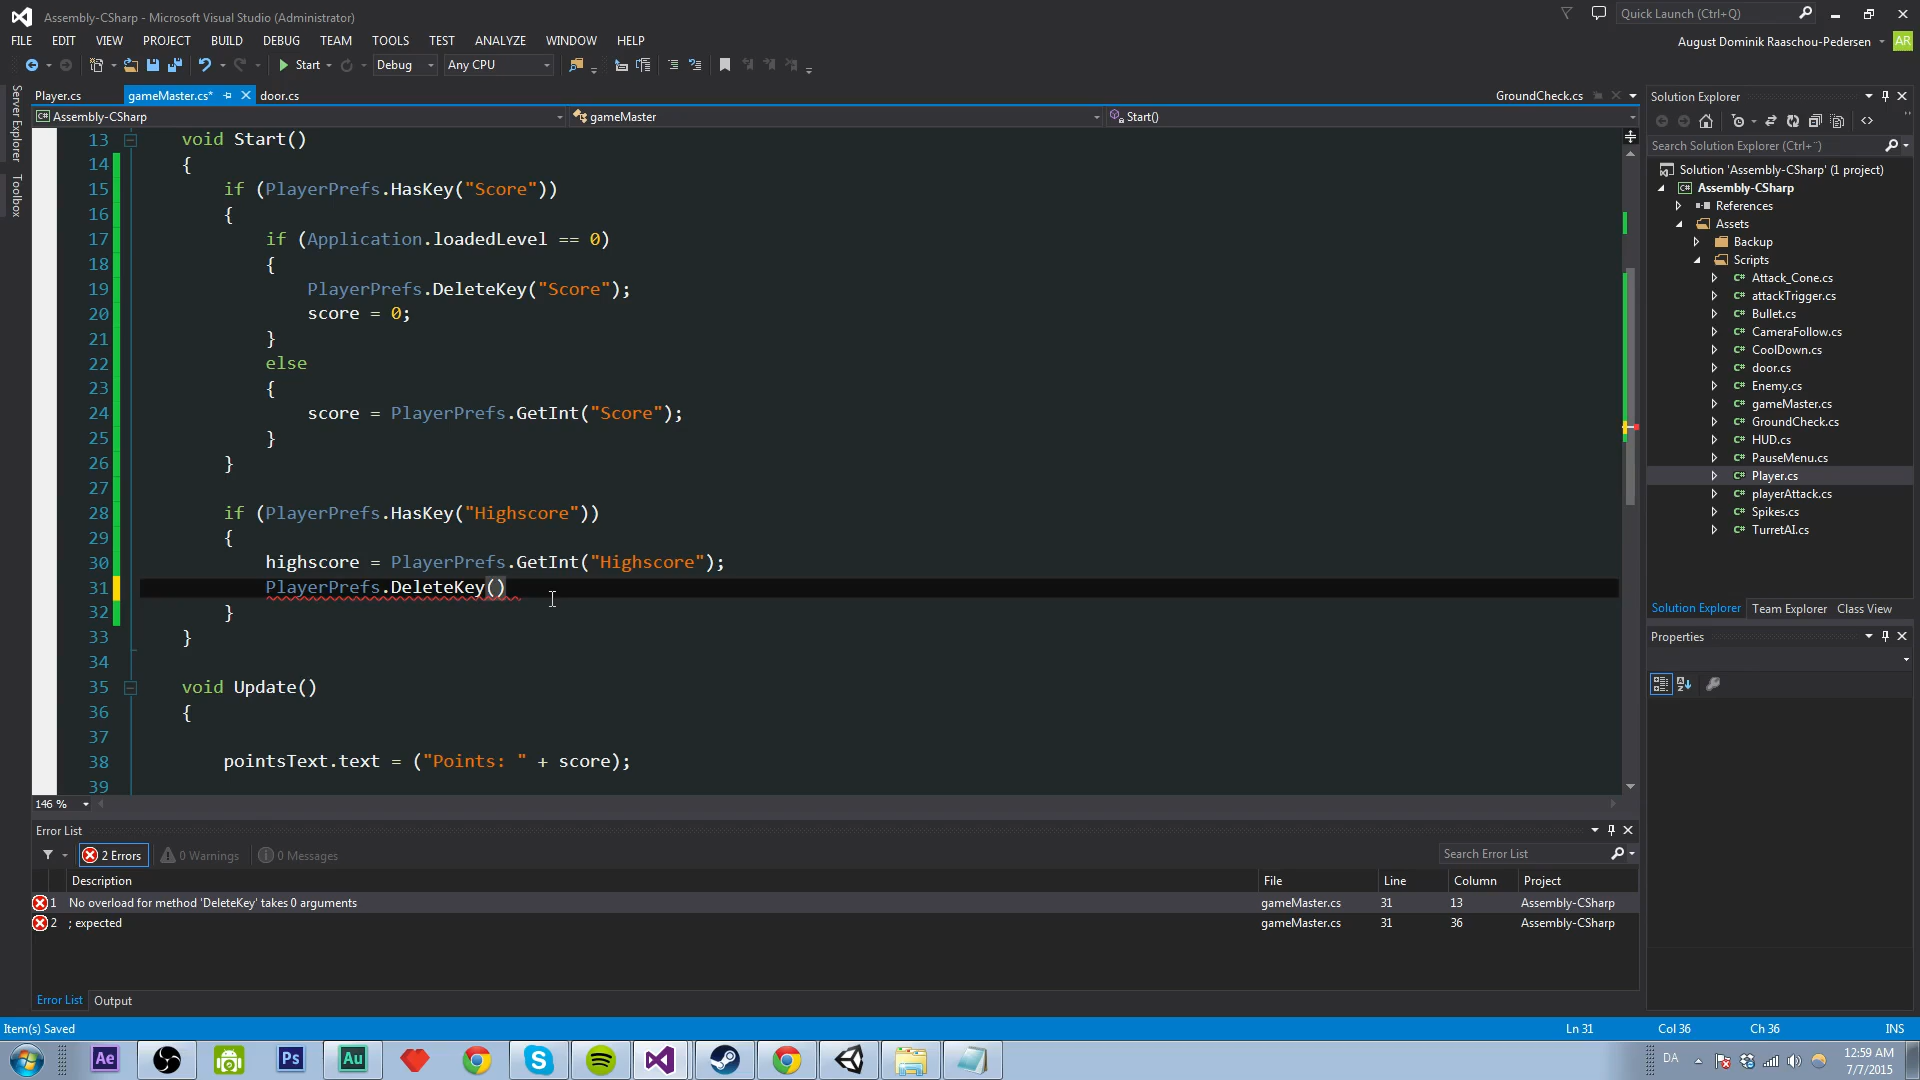 Assembly-CSharp - Microsoft Visual Studio (Administrator)
Quick Launch (Ctrl+Q)
FILE EDIT VIEW PROJECT BUILD DEBUG TEAM TOOLS TEST ANALYZE WINDOW HELP
August Dominik Raaschou-Pedersen AR
Start Debug Any CPU
Server Explorer
Toolbox
Player.cs gameMaster.cs* door.cs GroundCheck.cs
Assembly-CSharp gameMaster Start()
13 void Start()
14 {
15 if (PlayerPrefs.HasKey("Score"))
16 {
17 if (Application.loadedLevel == 0)
18 {
19 PlayerPrefs.DeleteKey("Score");
20 score = 0;
21 }
22 else
23 {
24 score = PlayerPrefs.GetInt("Score");
25 }
26 }
27
28 if (PlayerPrefs.HasKey("Highscore"))
29 {
30 highscore = PlayerPrefs.GetInt("Highscore");
31 PlayerPrefs.DeleteKey()
32 }
33 }
34
35 void Update()
36 {
37
38 pointsText.text = ("Points: " + score);
39
146 %
Solution Explorer
Search Solution Explorer (Ctrl+¨)
Solution 'Assembly-CSharp' (1 project)
C# Assembly-CSharp
References
Assets
Backup
Scripts
C# Attack_Cone.cs
C# attackTrigger.cs
C# Bullet.cs
C# CameraFollow.cs
C# CoolDown.cs
C# door.cs
C# Enemy.cs
C# gameMaster.cs
C# GroundCheck.cs
C# HUD.cs
C# PauseMenu.cs
C# Player.cs
C# playerAttack.cs
C# Spikes.cs
C# TurretAI.cs
Solution Explorer Team Explorer Class View
Properties
Error List
2 Errors 0 Warnings 0 Messages
Search Error List
Description File Line Column Project
1 No overload for method 'DeleteKey' takes 0 arguments gameMaster.cs 31 13 Assembly-CSharp
2 ; expected gameMaster.cs 31 36 Assembly-CSharp
Error List Output
Item(s) Saved Ln 31 Col 36 Ch 36 INS
Ae Ps Au
DA
12:59 AM
7/7/2015